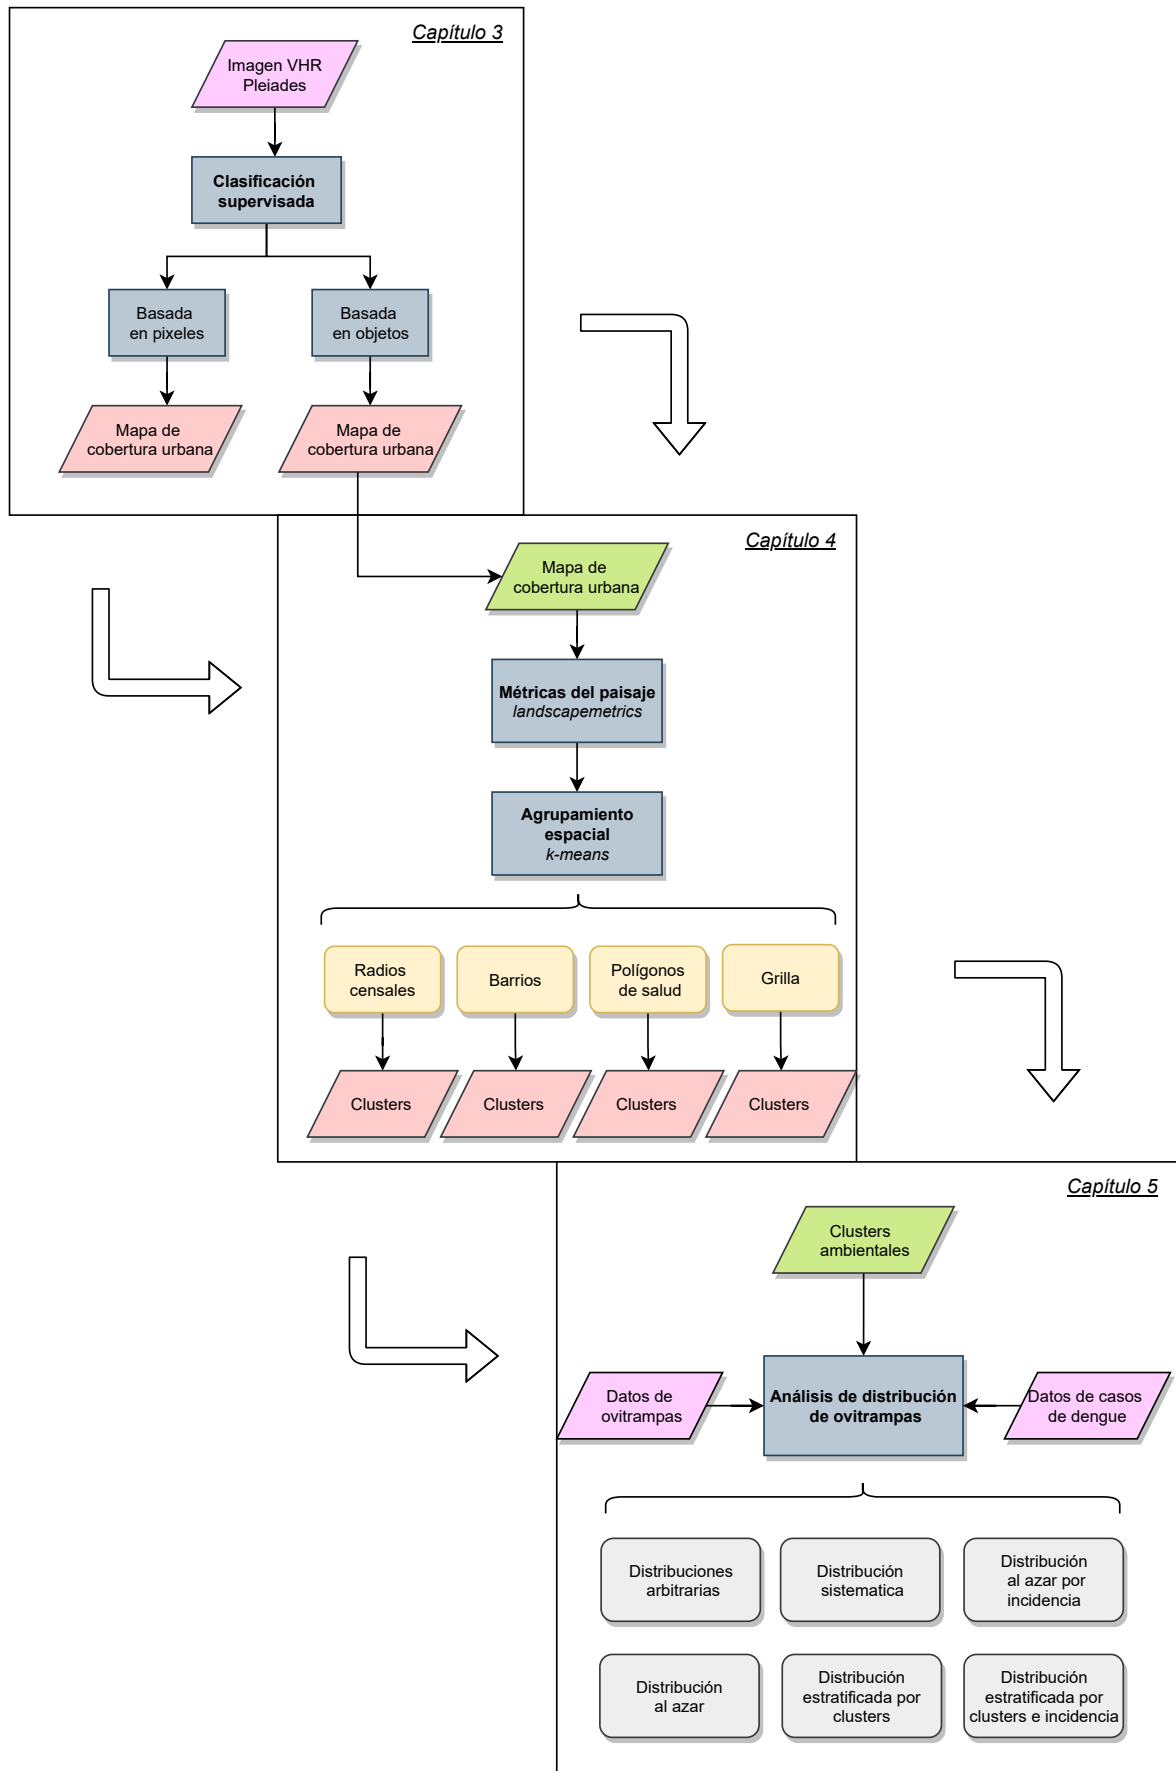 Capítulo 3
Imagen VHR
Pleiades
Clasificación
supervisada
Basada
en pixeles
Basada
en objetos
Mapa de
cobertura urbana
Mapa de
cobertura urbana
Capítulo 4
Mapa de
cobertura urbana
Métricas del paisaje
landscapemetrics
Agrupamiento
espacial
k-means
Radios
censales
Barrios
Polígonos
de salud
Grilla
Clusters
Clusters
Clusters
Clusters
Capítulo 5
Clusters
ambientales
Datos de
ovitrampas
Análisis de distribución
de ovitrampas
Datos de casos
de dengue
Distribuciones
arbitrarias
Distribución
sistematica
Distribución
al azar por
incidencia
Distribución
al azar
Distribución
estratificada por
clusters
Distribución
estratificada por
clusters e incidencia